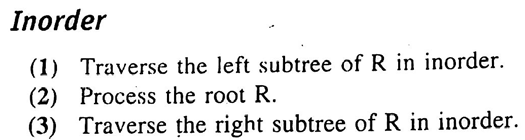 Inorder
(1) Traverse the left subtree of R in inorder.
(2) Process the root R.
(3) Traverse the right subtree of R in inorder.